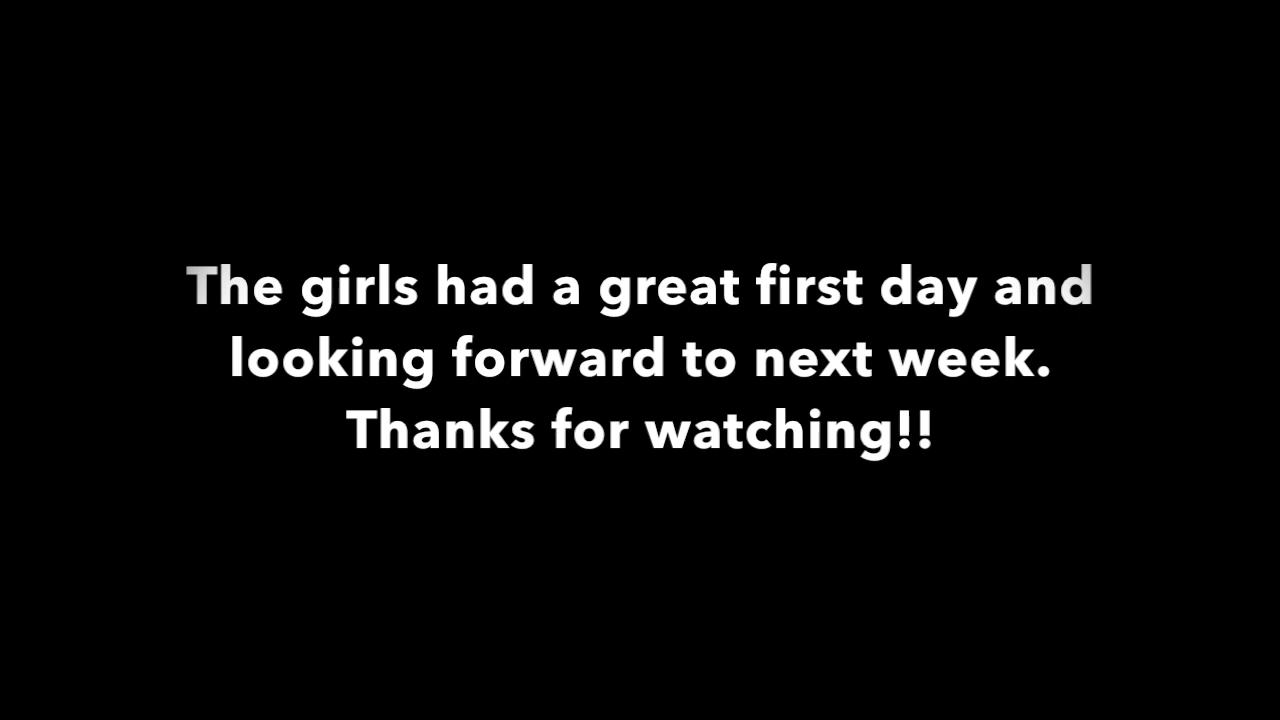 The girls had a great first day and
looking forward to next week.
Thanks for watching!!